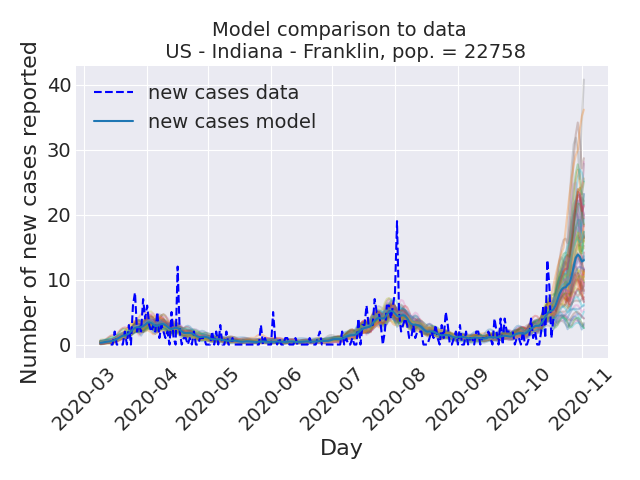 Model comparison to data
US - Indiana - Franklin, pop. = 22758
Number of new cases reported
40
30
20
10
0
new cases data
new cases model
2020-03
2020-04
2020-05
2020-06
2020-07
2020-08
2020-09
2020-10
2020-11
Day